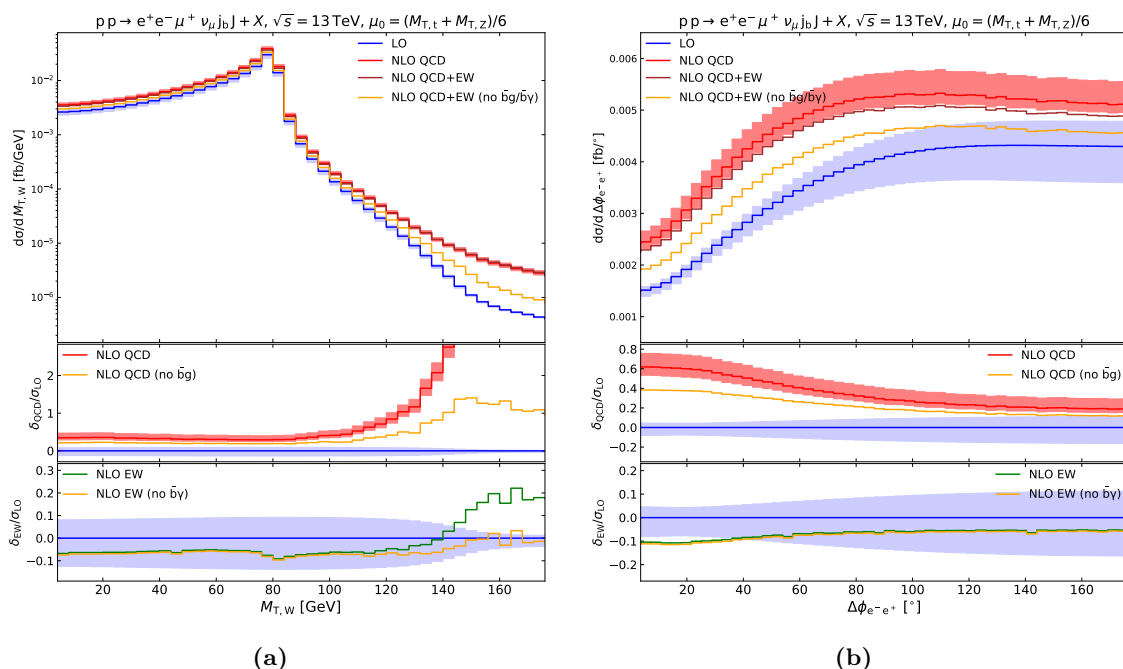 p p → e⁺e⁻μ⁺ ν_μ j_b J + X, √s = 13 TeV, μ₀ = (M_T,t + M_T,Z)/6
LO
NLO QCD
NLO QCD+EW
NLO QCD+EW (no b̄g/b̄γ)
dσ/d M_T,W [fb/GeV]
10⁻²
10⁻³
10⁻⁴
10⁻⁵
10⁻⁶
NLO QCD
NLO QCD (no b̄g)
δ_QCD/σ_LO
2
1
0
NLO EW
NLO EW (no b̄γ)
δ_EW/σ_LO
0.3
0.2
0.1
0.0
−0.1
20 40 60 80 100 120 140 160
M_T,W [GeV]
(a)
p p → e⁺e⁻μ⁺ ν_μ j_b J + X, √s = 13 TeV, μ₀ = (M_T,t + M_T,Z)/6
LO
NLO QCD
NLO QCD+EW
NLO QCD+EW (no b̄g/b̄γ)
dσ/d Δϕ_e⁻e⁺ [fb/°]
0.006
0.005
0.004
0.003
0.002
0.001
NLO QCD
NLO QCD (no b̄g)
δ_QCD/σ_LO
0.8
0.6
0.4
0.2
0.0
−0.2
NLO EW
NLO EW (no b̄γ)
δ_EW/σ_LO
0.2
0.1
0.0
−0.1
−0.2
20 40 60 80 100 120 140 160
Δϕ_e⁻e⁺ [°]
(b)